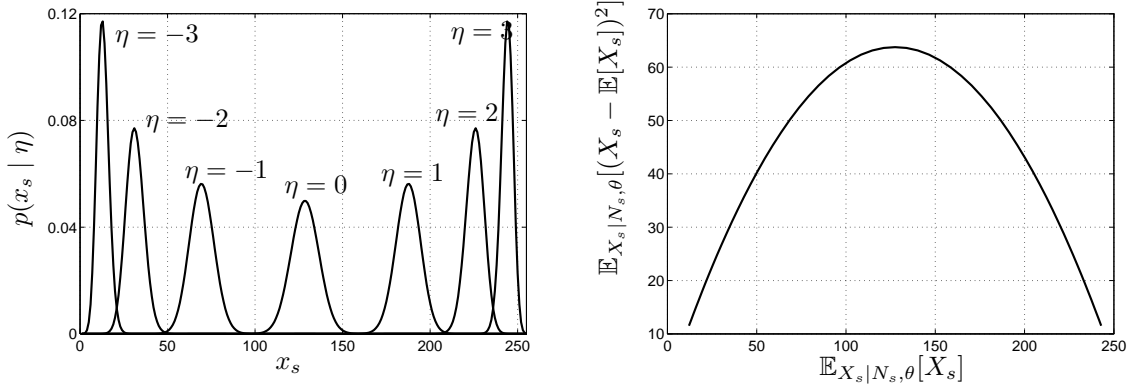 0.12
0.08
0.04
0
p(x_s | η)
η = −3
η = −2
η = −1
η = 0
η = 1
η = 2
η = 3
0 50 100 150 200 250
x_s
70
60
50
40
30
20
10
𝔼_{X_s|N_s,θ}[(X_s − 𝔼[X_s])^2]
0 50 100 150 200 250
𝔼_{X_s|N_s,θ}[X_s]